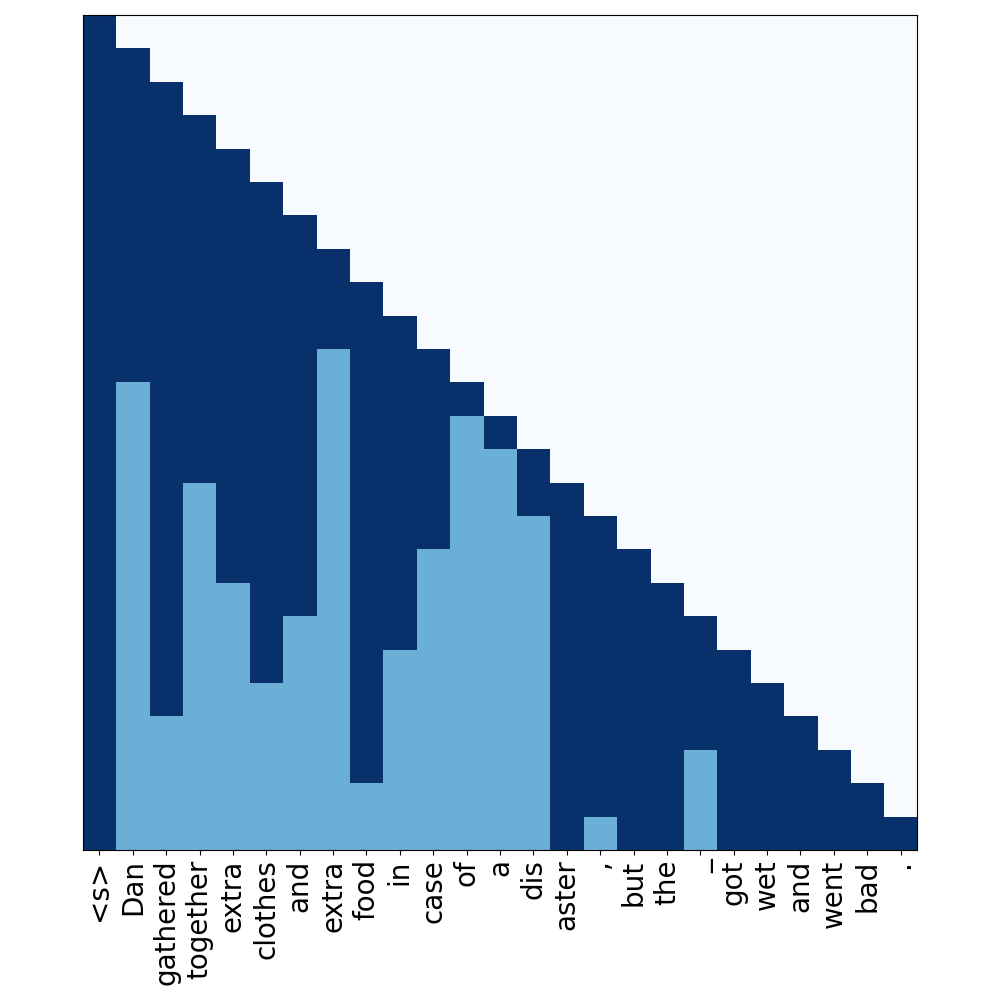 <s>
Dan
gathered
together
extra
clothes
and
extra
food
in
case
of
a
dis
aster
,
but
the
_
got
wet
and
went
bad
.